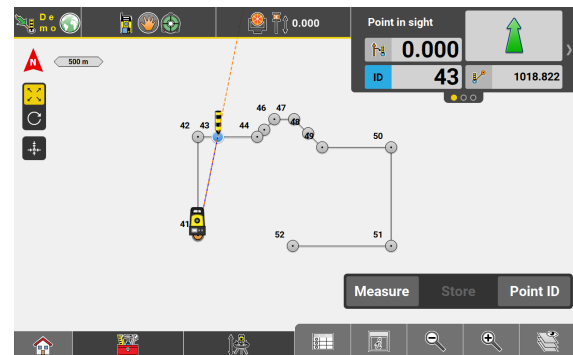 De
mo
0.000
Point in sight
0.000
ID
43
1018.822
N
500 m
46
47
42
43
44
48
49
50
41
52
51
Measure
Store
Point ID